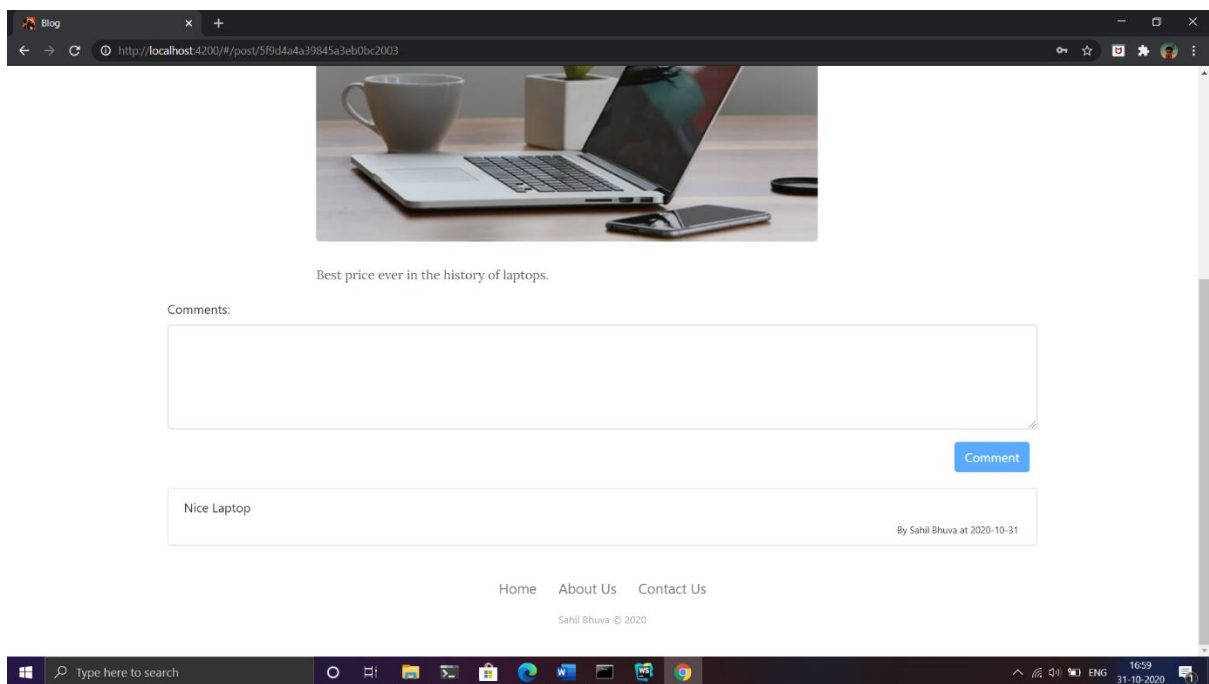 Blog
http://localhost:4200/#/post/5f9d4a4a39845a3eb0bc2003
Best price ever in the history of laptops.
Comments:
Comment
Nice Laptop
By Sahil Bhuva at 2020-10-31
Home About Us Contact Us
Sahil Bhuva © 2020
Type here to search
ENG
16:59
31-10-2020